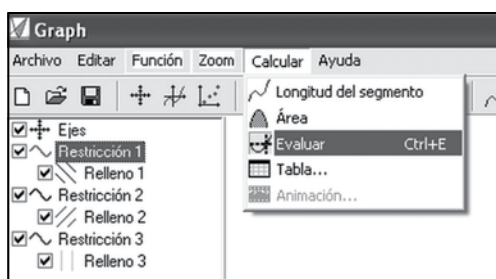 Graph
Archivo Editar Función Zoom Calcular Ayuda
Longitud del segmento
Área
Evaluar Ctrl+E
Tabla...
Animación...
Ejes
Restricción 1
Relleno 1
Restricción 2
Relleno 2
Restricción 3
Relleno 3